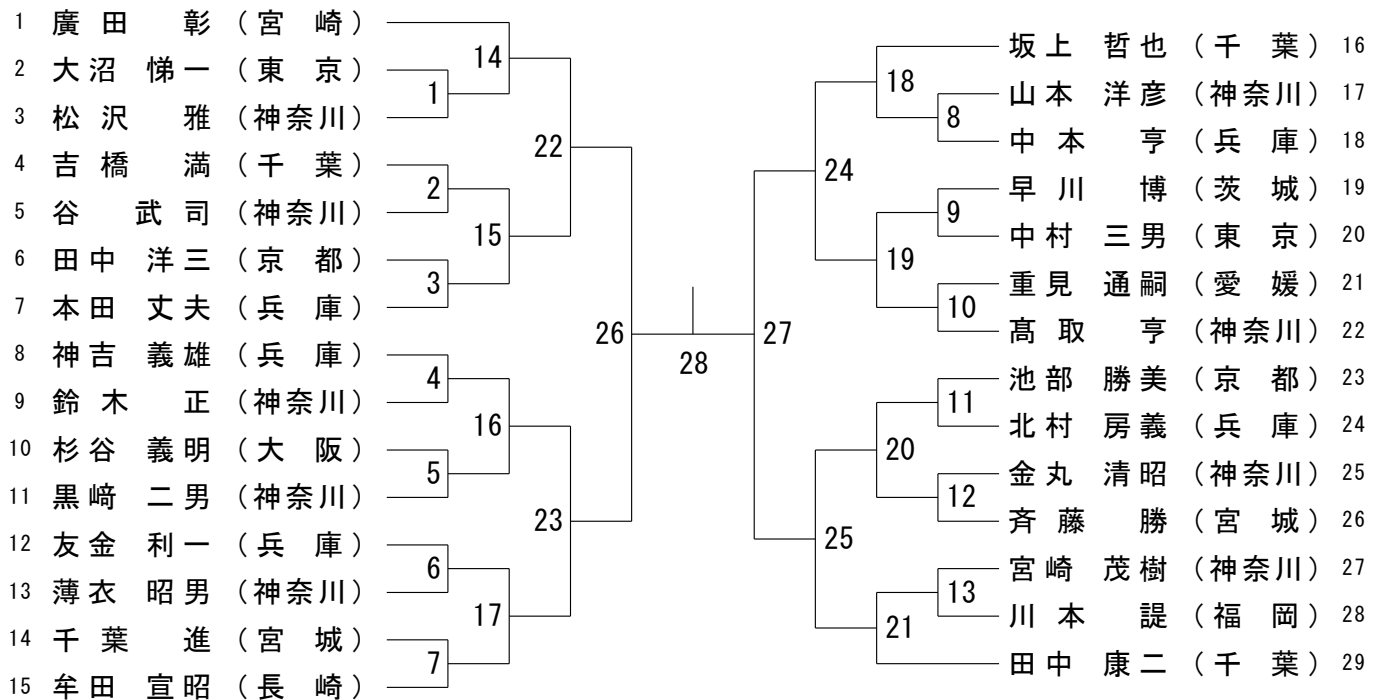 1 廣田 彰 (宮 崎)
2 大沼 悌一 (東 京)
3 松沢 雅 (神奈川)
4 吉橋 満 (千 葉)
5 谷 武司 (神奈川)
6 田中 洋三 (京 都)
7 本田 丈夫 (兵 庫)
8 神吉 義雄 (兵 庫)
9 鈴木 正 (神奈川)
10 杉谷 義明 (大 阪)
11 黒﨑 二男 (神奈川)
12 友金 利一 (兵 庫)
13 薄衣 昭男 (神奈川)
14 千葉 進 (宮 城)
15 牟田 宣昭 (長 崎)
1
2
3
4
5
6
7
14
15
16
17
22
23
26
28
27
24
25
18
19
20
21
8
9
10
11
12
13
坂上 哲也 (千 葉) 16
山本 洋彦 (神奈川) 17
中本 亨 (兵 庫) 18
早川 博 (茨 城) 19
中村 三男 (東 京) 20
重見 通嗣 (愛 媛) 21
髙取 亨 (神奈川) 22
池部 勝美 (京 都) 23
北村 房義 (兵 庫) 24
金丸 清昭 (神奈川) 25
斉藤 勝 (宮 城) 26
宮崎 茂樹 (神奈川) 27
川本 諟 (福 岡) 28
田中 康二 (千 葉) 29